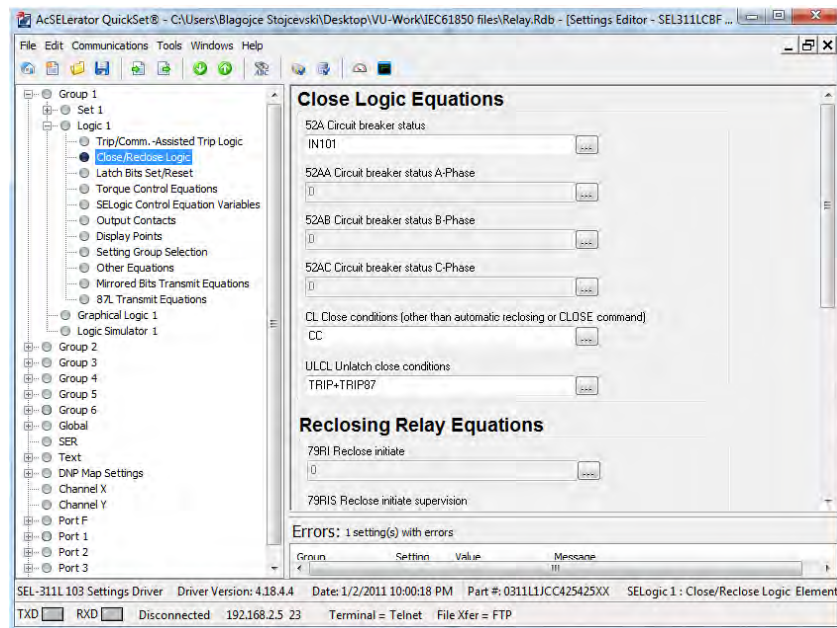 AcSELerator QuickSet® - C:\Users\Blagojce Stojcevski\Desktop\VU-Work\IEC61850 files\Relay.Rdb - [Settings Editor - SEL311LCBF ...
File Edit Communications Tools Windows Help
Group 1
Set 1
Logic 1
Trip/Comm.-Assisted Trip Logic
Close/Reclose Logic
Latch Bits Set/Reset
Torque Control Equations
SELogic Control Equation Variables
Output Contacts
Display Points
Setting Group Selection
Other Equations
Mirrored Bits Transmit Equations
87L Transmit Equations
Graphical Logic 1
Logic Simulator 1
Group 2
Group 3
Group 4
Group 5
Group 6
Global
SER
Text
DNP Map Settings
Channel X
Channel Y
Port F
Port 1
Port 2
Port 3
Close Logic Equations
52A Circuit breaker status
IN101
...
52AA Circuit breaker status A-Phase
0
...
52AB Circuit breaker status B-Phase
0
...
52AC Circuit breaker status C-Phase
0
...
CL Close conditions (other than automatic reclosing or CLOSE command)
CC
...
ULCL Unlatch close conditions
TRIP+TRIP87
...
Reclosing Relay Equations
79RI Reclose initiate
0
...
79RIS Reclose initiate supervision
Errors: 1 setting(s) with errors
Group Setting Value Message
SEL-311L 103 Settings Driver Driver Version: 4.18.4.4 Date: 1/2/2011 10:00:18 PM Part #: 0311L1JCC425425XX SELogic 1 : Close/Reclose Logic Element
TXD RXD Disconnected 192.168.2.5 23 Terminal = Telnet File Xfer = FTP